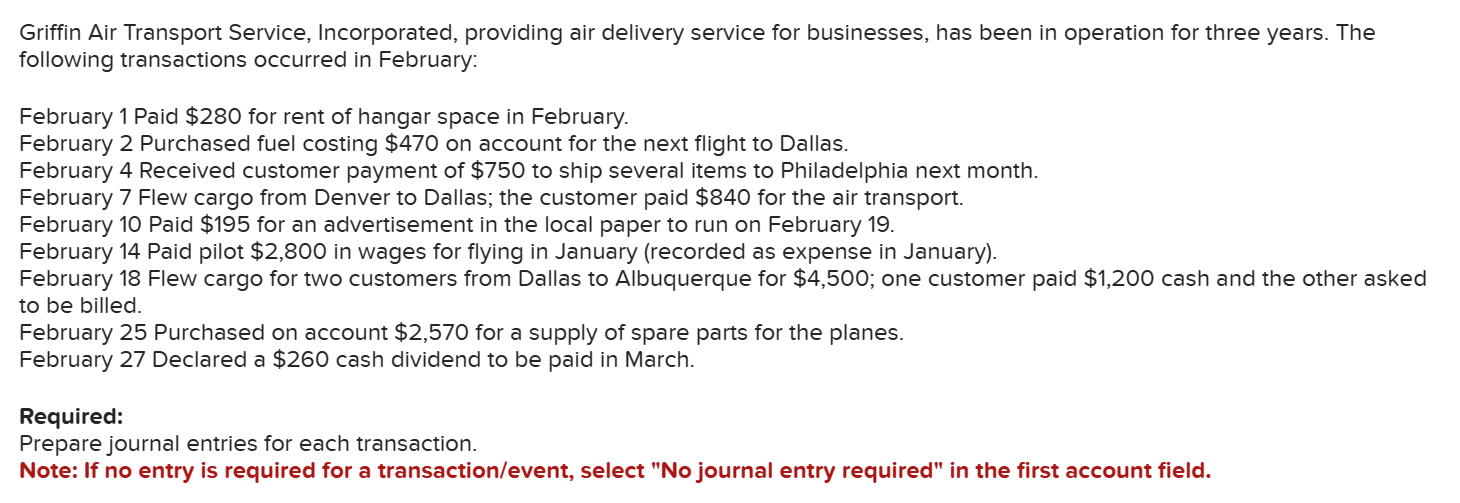 Griffin Air Transport Service, Incorporated, providing air delivery service for businesses, has been in operation for three years. The
following transactions occurred in February:
February 1 Paid $280 for rent of hangar space in February.
February 2 Purchased fuel costing $470 on account for the next flight to Dallas.
February 4 Received customer payment of $750 to ship several items to Philadelphia next month.
February 7 Flew cargo from Denver to Dallas; the customer paid $840 for the air transport.
February 10 Paid $195 for an advertisement in the local paper to run on February 19.
February 14 Paid pilot $2,800 in wages for flying in January (recorded as expense in January).
February 18 Flew cargo for two customers from Dallas to Albuquerque for $4,500; one customer paid $1,200 cash and the other asked
to be billed.
February 25 Purchased on account $2,570 for a supply of spare parts for the planes.
February 27 Declared a $260 cash dividend to be paid in March.
Required:
Prepare journal entries for each transaction.
Note: If no entry is required for a transaction/event, select "No journal entry required" in the first account field.